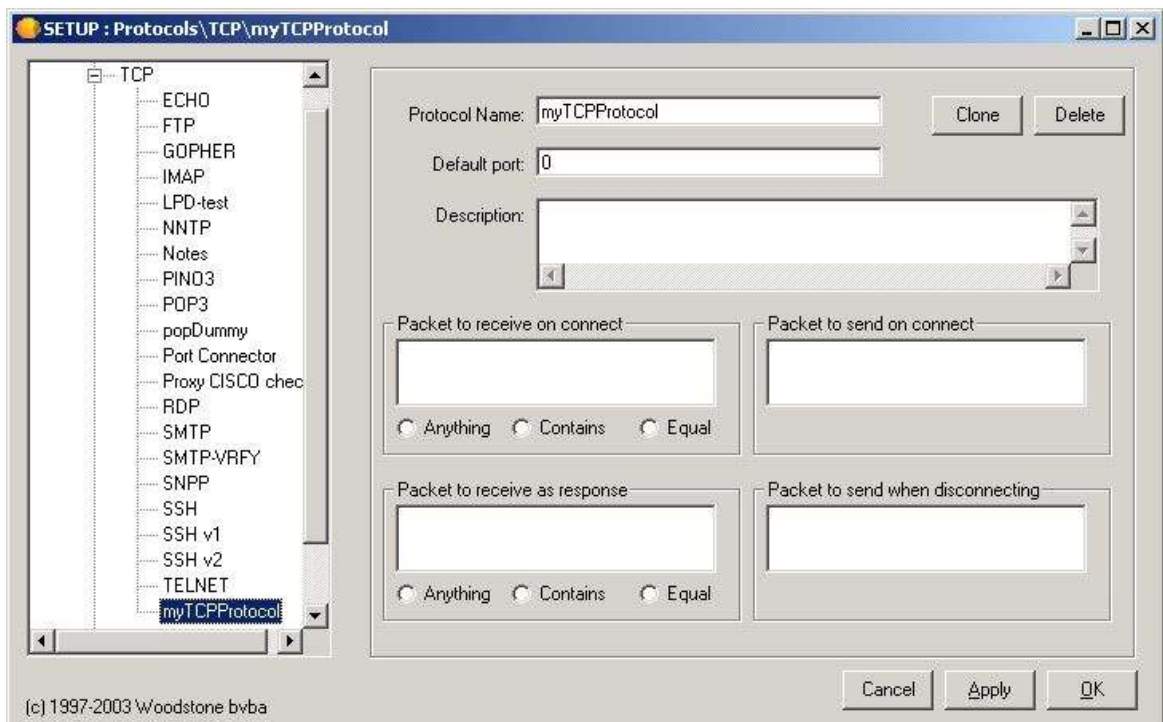 SETUP : Protocols\TCP\myTCPProtocol
TCP
ECHO
FTP
GOPHER
IMAP
LPD-test
NNTP
Notes
PINO3
POP3
popDummy
Port Connector
Proxy CISCO chec
RDP
SMTP
SMTP-VRFY
SNPP
SSH
SSH v1
SSH v2
TELNET
myTCPProtocol
Protocol Name: myTCPProtocol
Clone
Delete
Default port: 0
Description:
Packet to receive on connect
Anything Contains Equal
Packet to send on connect
Packet to receive as response
Anything Contains Equal
Packet to send when disconnecting
Cancel
Apply
OK
(c) 1997-2003 Woodstone bvba